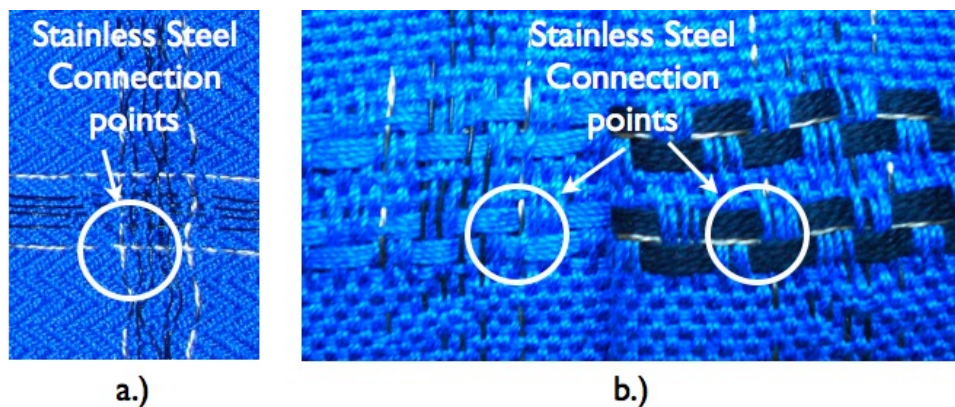 Stainless Steel
Connection
points
Stainless Steel
Connection
points
a.)
b.)